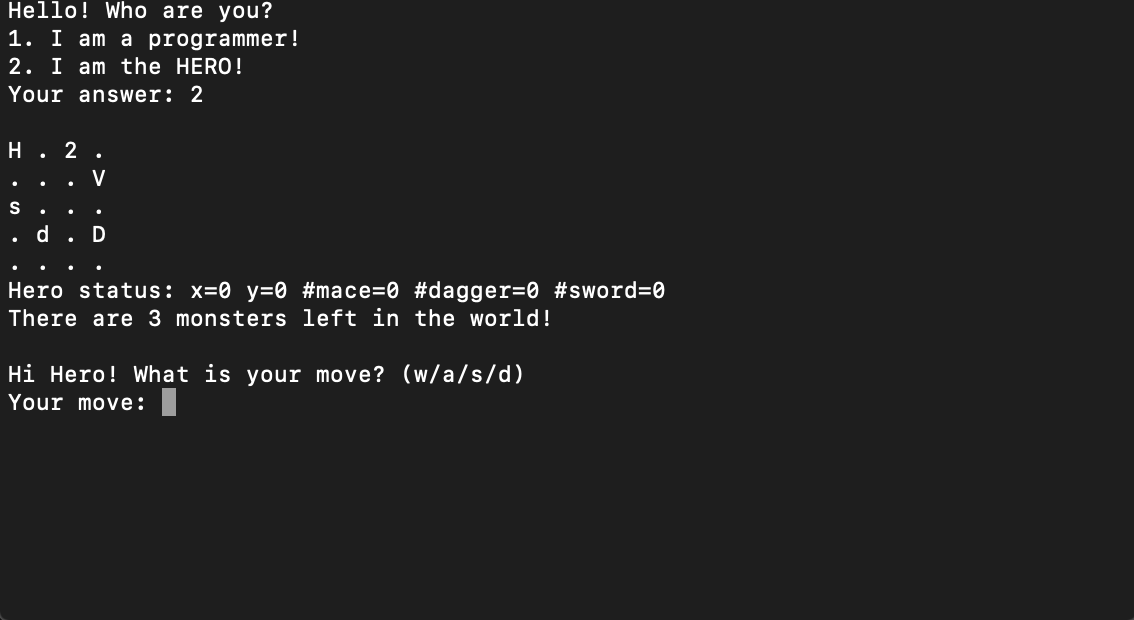 Hello! Who are you?
1. I am a programmer!
2. I am the HERO!
Your answer: 2
H . 2 .
. . . V
s . . .
. d . D
. . . .
Hero status: x=0 y=0 #mace=0 #dagger=0 #sword=0
There are 3 monsters left in the world!
Hi Hero! What is your move? (w/a/s/d)
Your move: